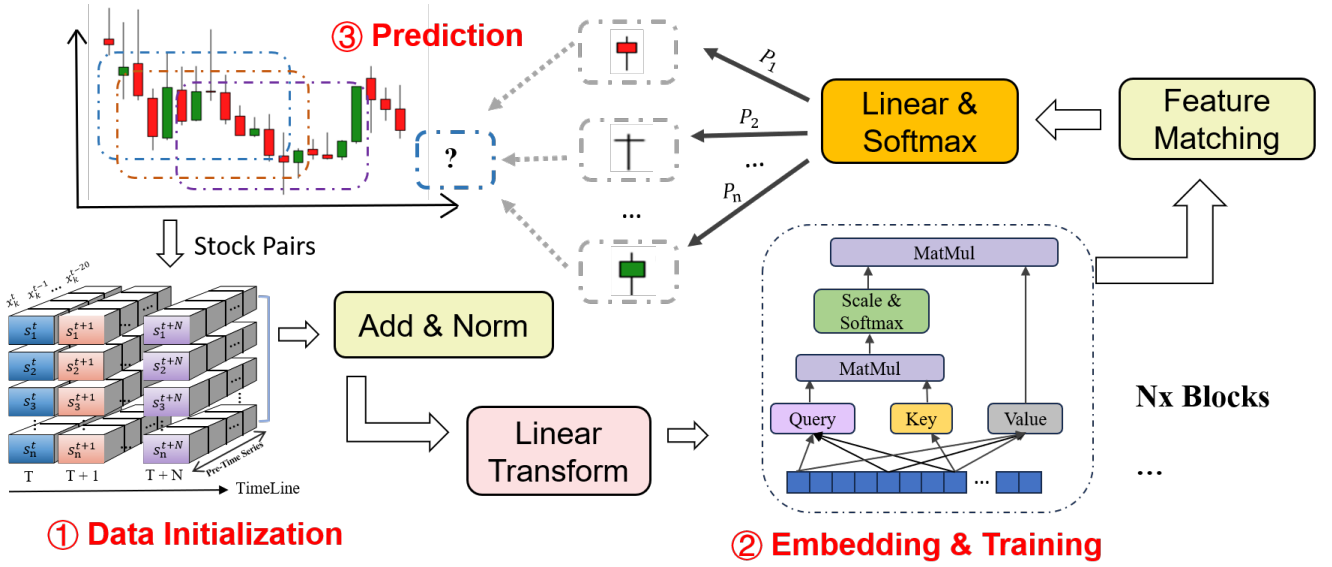 ③ Prediction
?
P₁
P₂
...
Pₙ
...
Linear & Softmax
Feature Matching
Stock Pairs
x_k^t x_k^{t-1} ... x_k^{t-20}
s_1^t s_1^{t+1} ... s_1^{t+N} ...
s_2^t s_2^{t+1} ... s_2^{t+N} ...
s_3^t s_3^{t+1} ... s_3^{t+N} ...
s_n^t s_n^{t+1} ... s_n^{t+N} ...
T T + 1 T + N
Pre-Time Series
TimeLine
① Data Initialization
Add & Norm
Linear
Transform
MatMul
Scale &
Softmax
MatMul
Query Key Value
...
Nx Blocks
...
② Embedding & Training